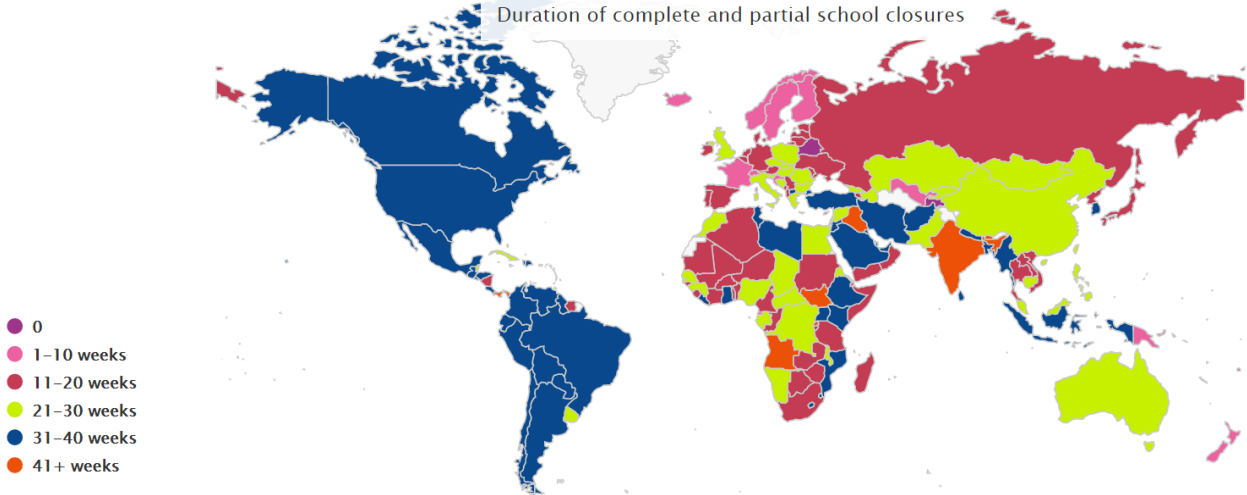 Duration of complete and partial school closures
0
1-10 weeks
11-20 weeks
21-30 weeks
31-40 weeks
41+ weeks